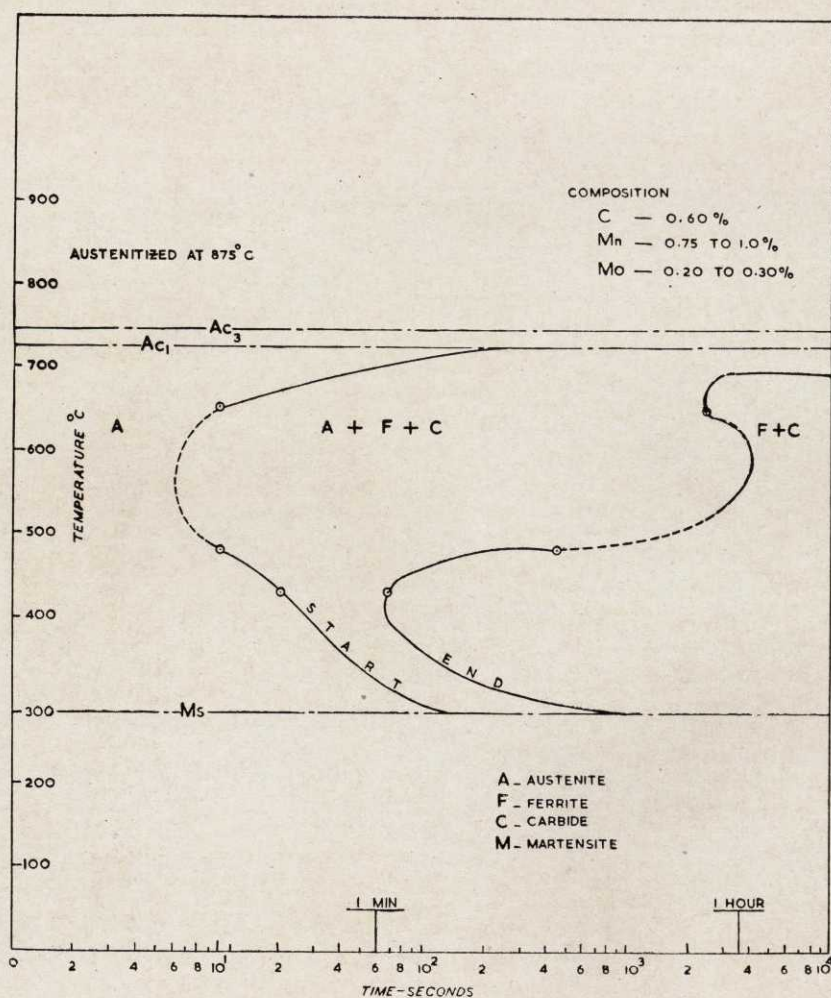 COMPOSITION
C — 0.60 %
Mn — 0.75 TO 1.0%
Mo — 0.20 TO 0.30%
AUSTENITIZED AT 875°C
900
800
Ac3
Ac1
700
A
A + F + C
F+C
600
TEMPERATURE °C
500
400
START
END
300
Ms
A - AUSTENITE
F - FERRITE
C - CARBIDE
M - MARTENSITE
200
100
1 MIN
1 HOUR
0 2 4 6 8 10¹ 2 4 6 8 10² 2 4 6 8 10³ 2 4 6 8 10⁴
TIME-SECONDS